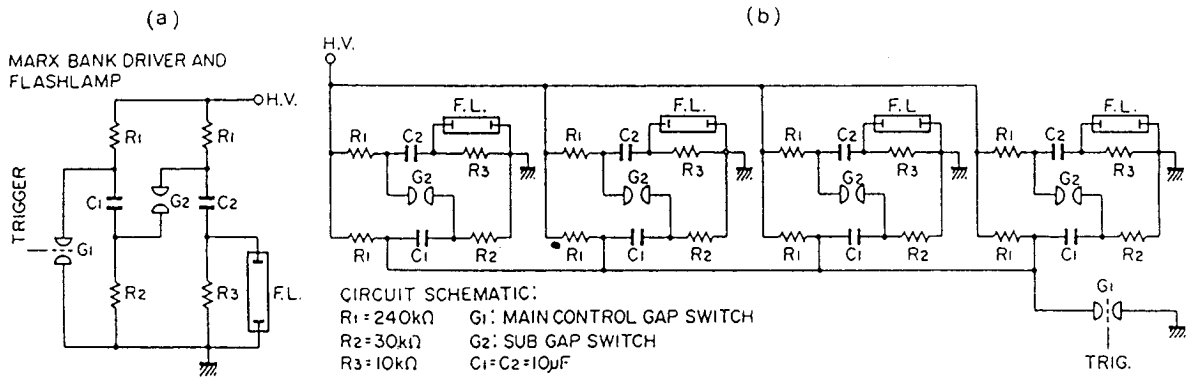 (a)
MARX BANK DRIVER AND
FLASHLAMP
H.V.
R1
R1
TRIGGER
C1
G2
C2
G1
R2
R3
F.L.
(b)
H.V.
F.L.
F.L.
F.L
F.L.
R1
C2
R1
C2
R1
C2
R1
C2
R3
R3
R3
R3
G2
G2
G2
G2
R1
C1
R2
R1
C1
R2
R1
C1
R2
R1
C1
R2
G1
TRIG.
CIRCUIT SCHEMATIC:
R1=240kΩ G1: MAIN CONTROL GAP SWITCH
R2=30kΩ G2: SUB GAP SWITCH
R3=10kΩ C1=C2=10μF